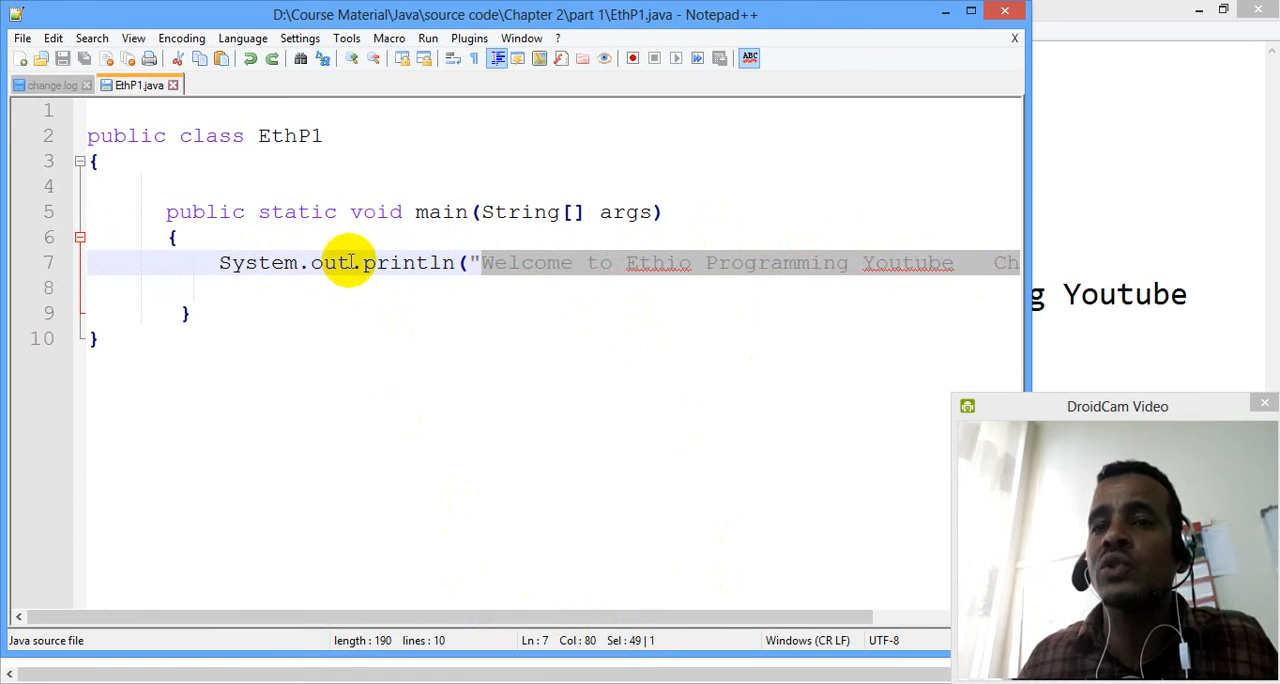 D:\Course Material\Java\source code\Chapter 2\part 1\EthP1.java - Notepad++
File Edit Search View Encoding Language Settings Tools Macro Run Plugins Window ? X
ABC
change.log EthP1.java
1
2 public class EthP1
3 {
4
5 public static void main(String[] args)
6 {
7 System.out.println("Welcome to Ethio Programming Youtube Ch
8
9 }
10 }
g Youtube
DroidCam Video
Java source file length : 190 lines : 10 Ln : 7 Col : 80 Sel : 49 | 1 Windows (CR LF) UTF-8